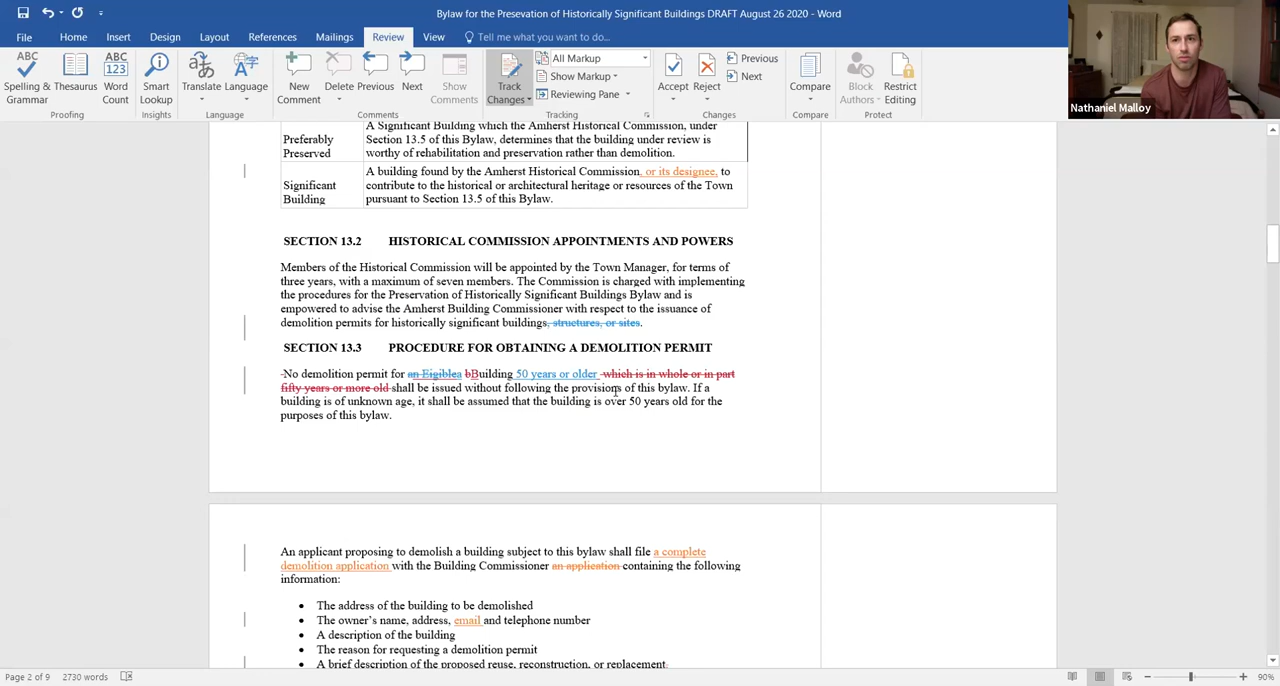 Bylaw for the Presevation of Historically Significant Buildings DRAFT August 26 2020 - Word
File Home Insert Design Layout References Mailings Review View Tell me what you want to do...
ABC Spelling & Grammar
Thesaurus
ABC 123 Word Count
Smart Lookup
Translate
Language
New Comment
Delete
Previous
Next
Show Comments
Track Changes
All Markup
Show Markup
Reviewing Pane
Accept
Reject
Previous
Next
Compare
Block Authors
Restrict Editing
Proofing Insights Language Comments Tracking Changes Compare Protect
Nathaniel Malloy
Preferably Preserved
A Significant Building which the Amherst Historical Commission, under
Section 13.5 of this Bylaw, determines that the building under review is
worthy of rehabilitation and preservation rather than demolition.
Significant Building
A building found by the Amherst Historical Commission, or its designee, to
contribute to the historical or architectural heritage or resources of the Town
pursuant to Section 13.5 of this Bylaw.
SECTION 13.2 HISTORICAL COMMISSION APPOINTMENTS AND POWERS
Members of the Historical Commission will be appointed by the Town Manager, for terms of
three years, with a maximum of seven members. The Commission is charged with implementing
the procedures for the Preservation of Historically Significant Buildings Bylaw and is
empowered to advise the Amherst Building Commissioner with respect to the issuance of
demolition permits for historically significant buildings, structures, or sites.
SECTION 13.3 PROCEDURE FOR OBTAINING A DEMOLITION PERMIT
No demolition permit for an Eigiblea bBuilding 50 years or older which is in whole or in part
fifty years or more old shall be issued without following the provisions of this bylaw. If a
building is of unknown age, it shall be assumed that the building is over 50 years old for the
purposes of this bylaw.
An applicant proposing to demolish a building subject to this bylaw shall file a complete
demolition application with the Building Commissioner an application containing the following
information:
• The address of the building to be demolished
• The owner's name, address, email and telephone number
• A description of the building
• The reason for requesting a demolition permit
• A brief description of the proposed reuse, reconstruction, or replacement.
Page 2 of 9 2730 words
90%